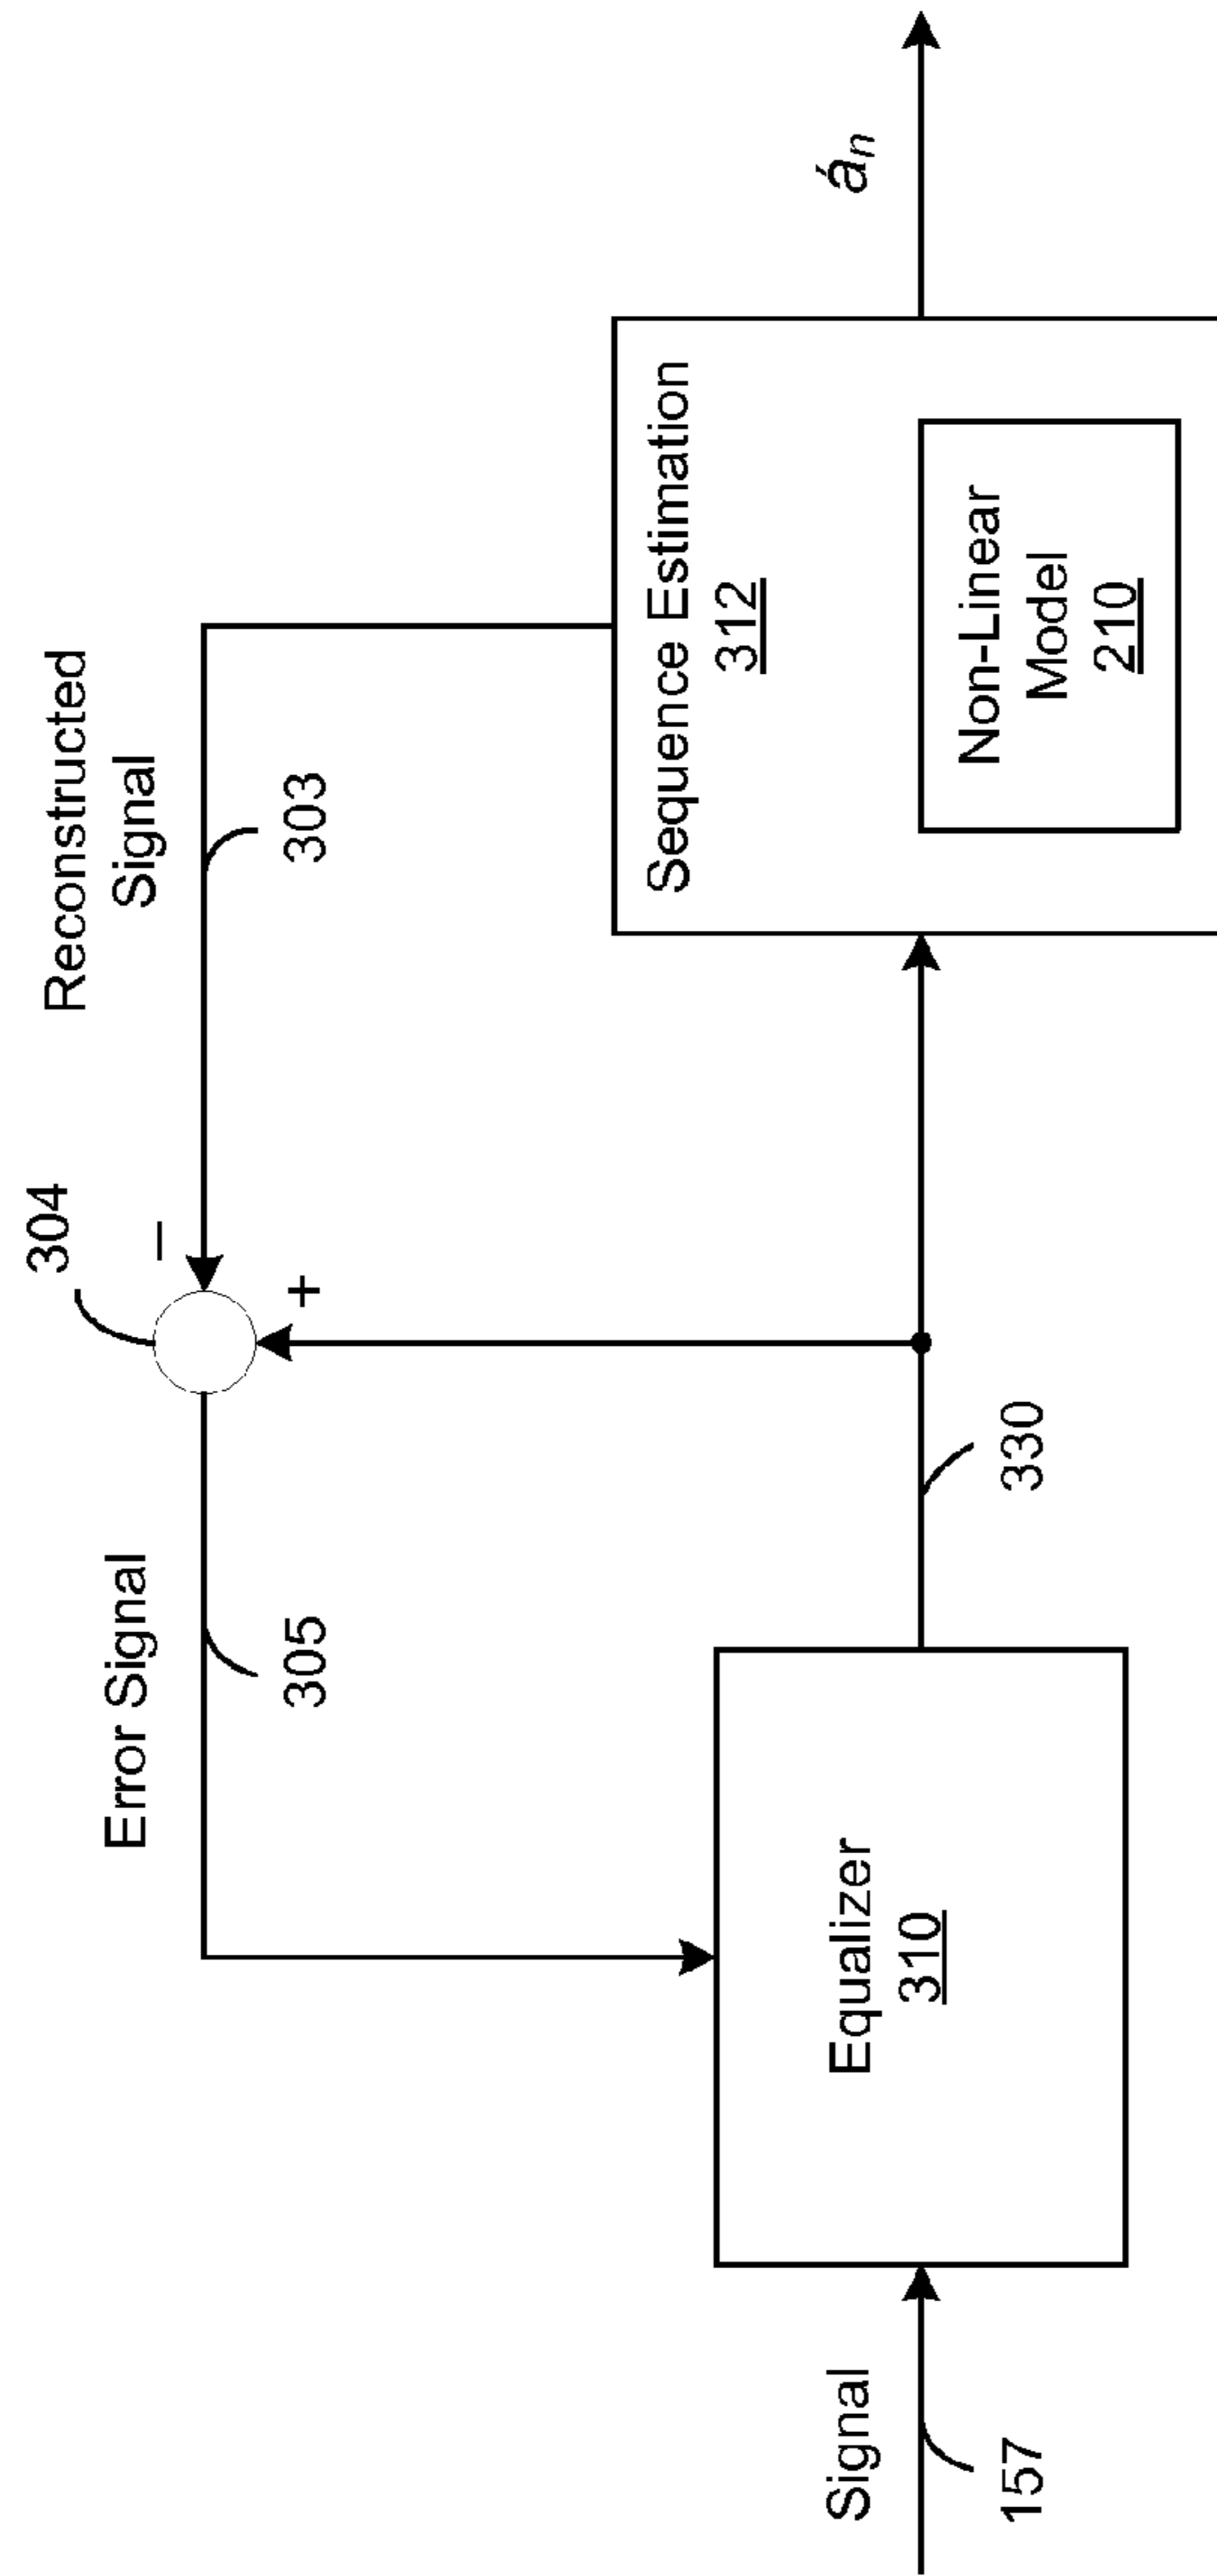 Reconstructed
Signal
303
304
–
+
Error Signal
305
Signal
157
Equalizer
310
330
Sequence Estimation
312
Non-Linear
Model
210
án